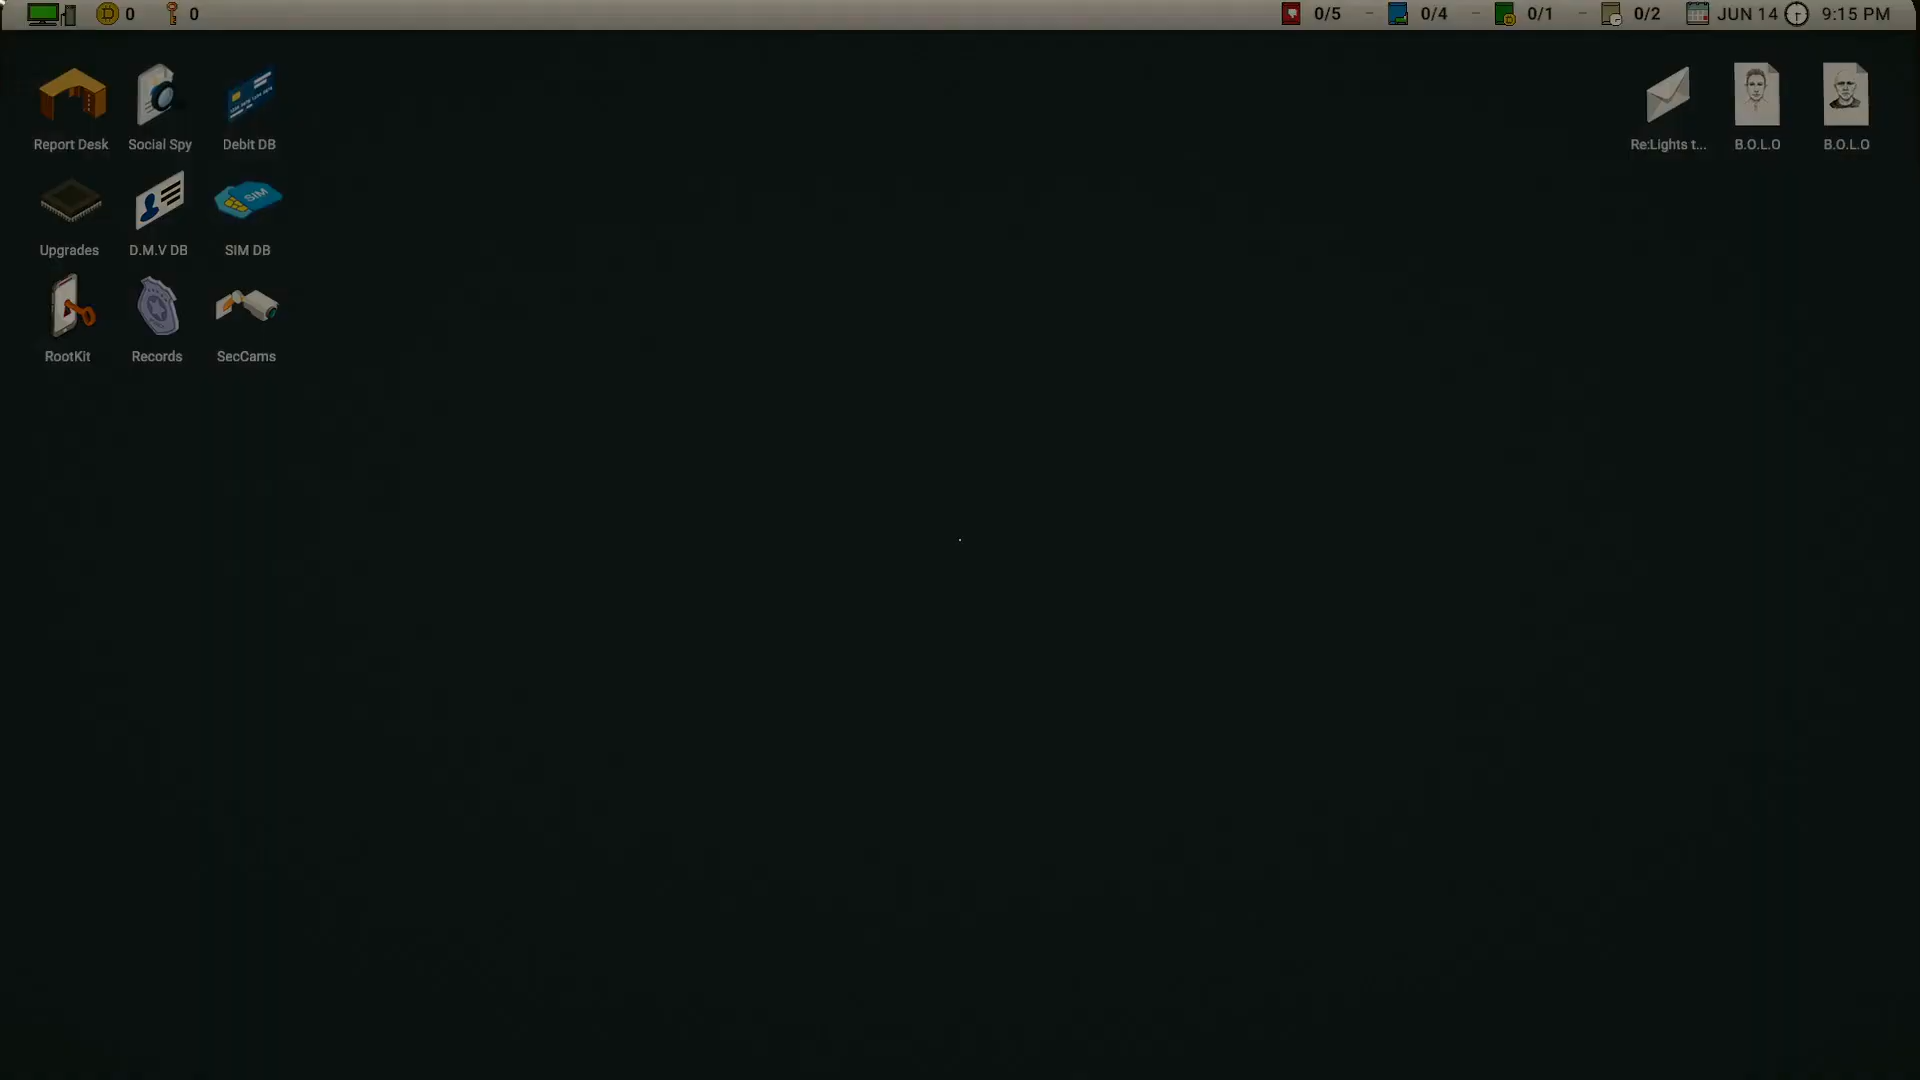 0 0 0/5 - 0/4 - 0/1 - 0/2 JUN 14 9:15 PM
Report Desk Social Spy Debit DB Re:Lights t... B.O.L.O B.O.L.O
SIM
Upgrades D.M.V DB SIM DB
RootKit Records SecCams